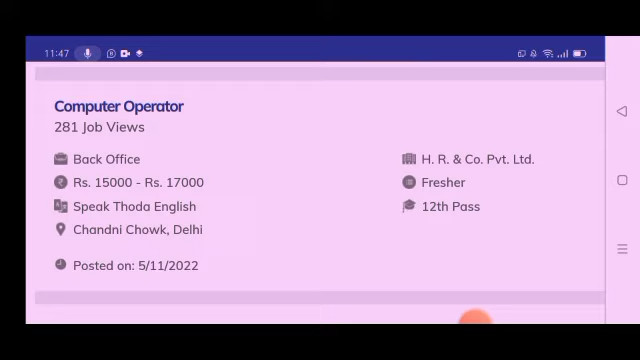 11:47
Computer Operator
281 Job Views
Back Office
H. R. & Co. Pvt. Ltd.
Rs. 15000 - Rs. 17000
Fresher
Speak Thoda English
12th Pass
Chandni Chowk, Delhi
Posted on: 5/11/2022